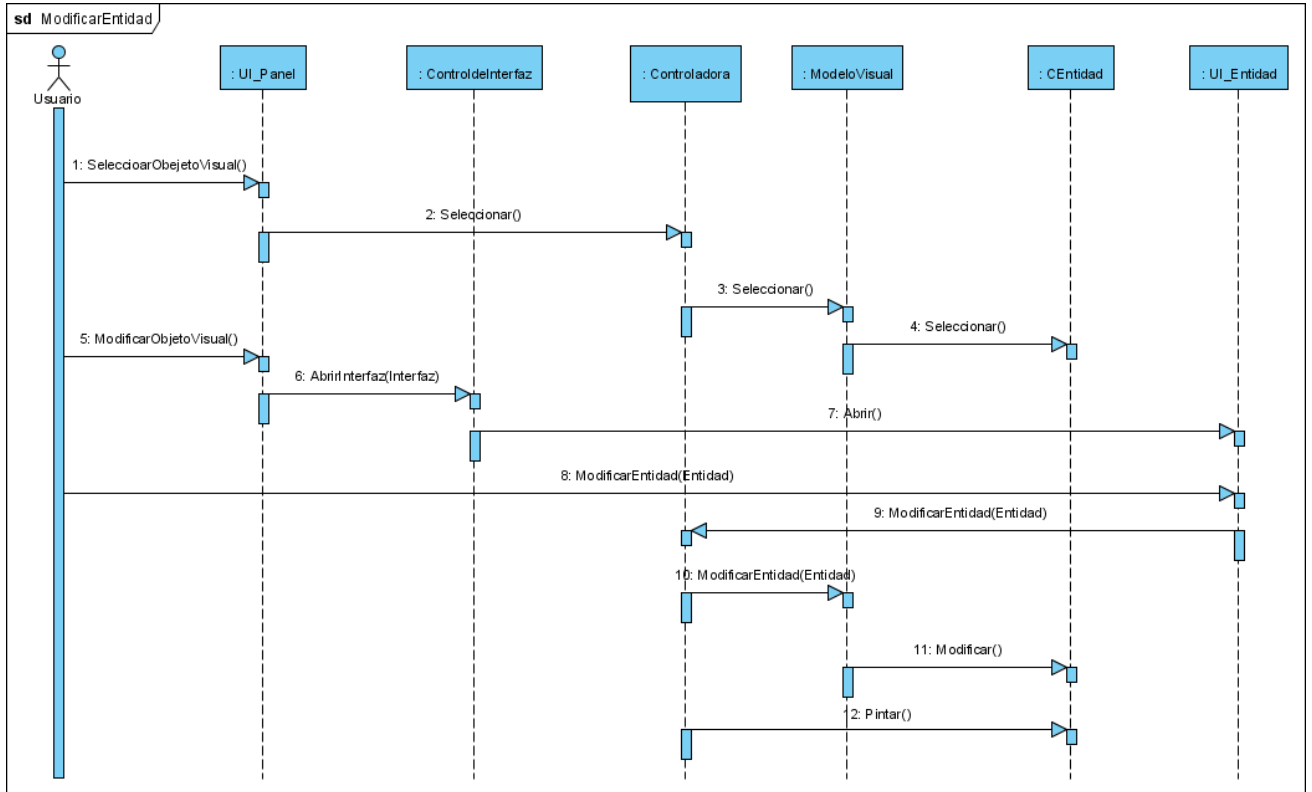 sd ModificarEntidad
Usuario
: UI_Panel
: ControldeInterfaz
: Controladora
: ModeloVisual
: CEntidad
: UI_Entidad
1: SeleccioarObejetoVisual()
2: Seleccionar()
3: Seleccionar()
4: Seleccionar()
5: ModificarObjetoVisual()
6: AbrirInterfaz(Interfaz)
7: Abrir()
8: ModificarEntidad(Entidad)
9: ModificarEntidad(Entidad)
10: ModificarEntidad(Entidad)
11: Modificar()
12: Pintar()